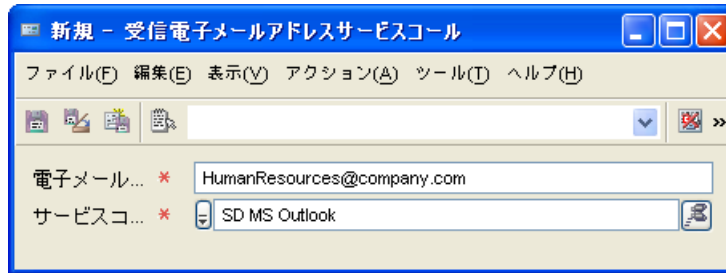 新規 - 受信電子メールアドレスサービスコール
ファイル(F) 編集(E) 表示(V) アクション(A) ツール(T) ヘルプ(H)
»
電子メール... * HumanResources@company.com
サービスコ... * SD MS Outlook